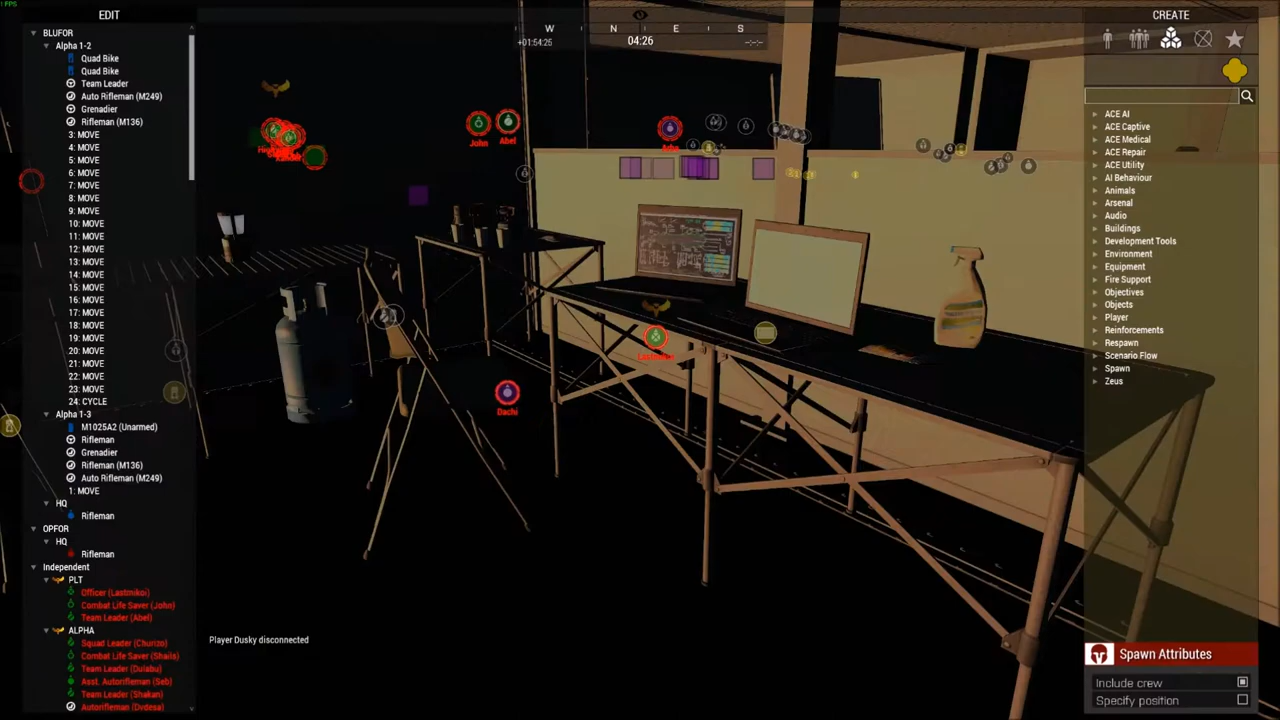 1 FPS
EDIT
BLUFOR
Alpha 1-2
Quad Bike
Quad Bike
Team Leader
Auto Rifleman (M249)
Grenadier
Rifleman (M136)
3: MOVE
4: MOVE
5: MOVE
6: MOVE
7: MOVE
8: MOVE
9: MOVE
10: MOVE
11: MOVE
12: MOVE
13: MOVE
14: MOVE
15: MOVE
16: MOVE
17: MOVE
18: MOVE
19: MOVE
20: MOVE
21: MOVE
22: MOVE
23: MOVE
24: CYCLE
Alpha 1-3
M1025A2 (Unarmed)
Rifleman
Grenadier
Rifleman (M136)
Auto Rifleman (M249)
1: MOVE
HQ
Rifleman
OPFOR
HQ
Rifleman
Independent
PLT
Officer (Lastmikoi)
Combat Life Saver (John)
Team Leader (Abel)
ALPHA
Squad Leader (Chunzo)
Combat Life Saver (Shails)
Team Leader (Duiabu)
Asst. Autorifleman (Seb)
Team Leader (Shakan)
Autorifleman (Dvdesa)
W N E S
+01:54:25 04:26 --:--
John Abel
Lastmikoi
Dachi
Player Dusky disconnected
CREATE
ACE AI
ACE Captive
ACE Medical
ACE Repair
ACE Utility
AI Behaviour
Animals
Arsenal
Audio
Buildings
Development Tools
Environment
Equipment
Fire Support
Objectives
Objects
Player
Reinforcements
Respawn
Scenario Flow
Spawn
Zeus
Spawn Attributes
Include crew
Specify position